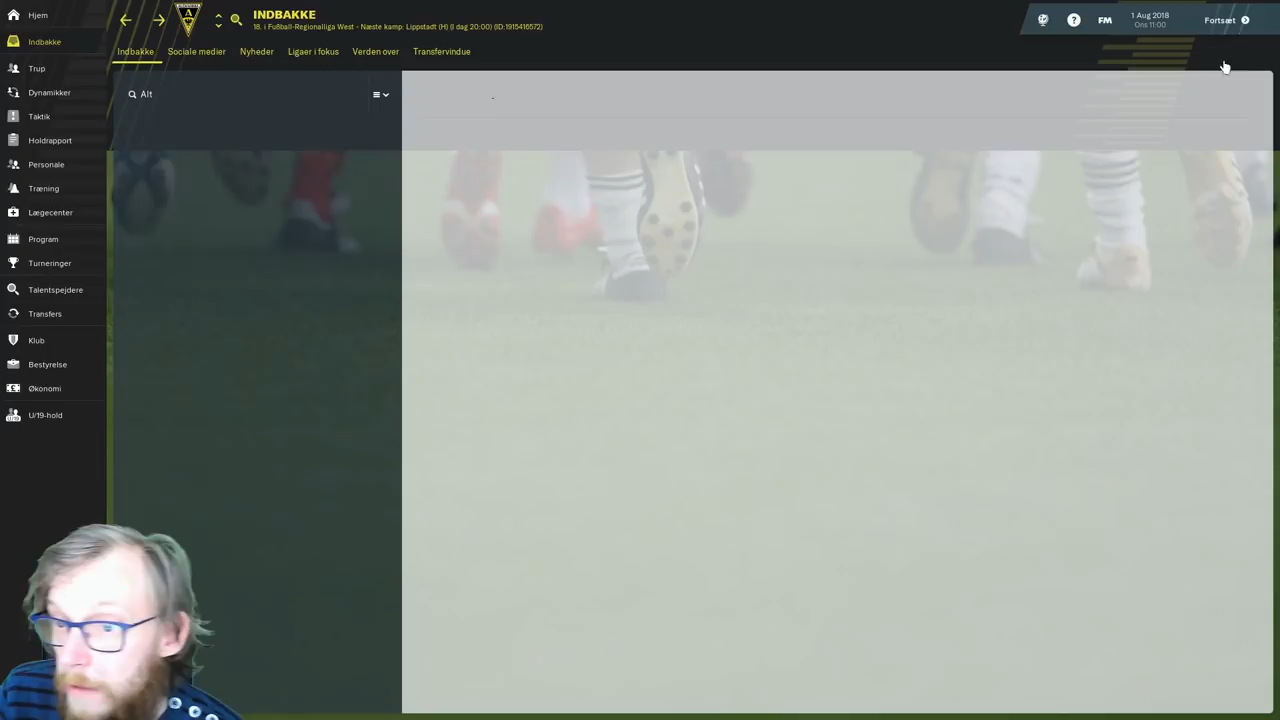 Hjem
Indbakke
Trup
Dynamikker
Taktik
Holdrapport
Personale
Træning
Lægecenter
Program
Turneringer
Talentspejdere
Transfers
Klub
Bestyrelse
Økonomi
U/19-hold
INDBAKKE
18. i Fußball-Regionalliga West - Næste kamp: Lippstadt (H) (I dag 20:00) (ID:1915416572)
FM
1 Aug 2018
Ons 11:00
Fortsæt
Indbakke Sociale medier Nyheder Ligaer i fokus Verden over Transfervindue
Alt
-